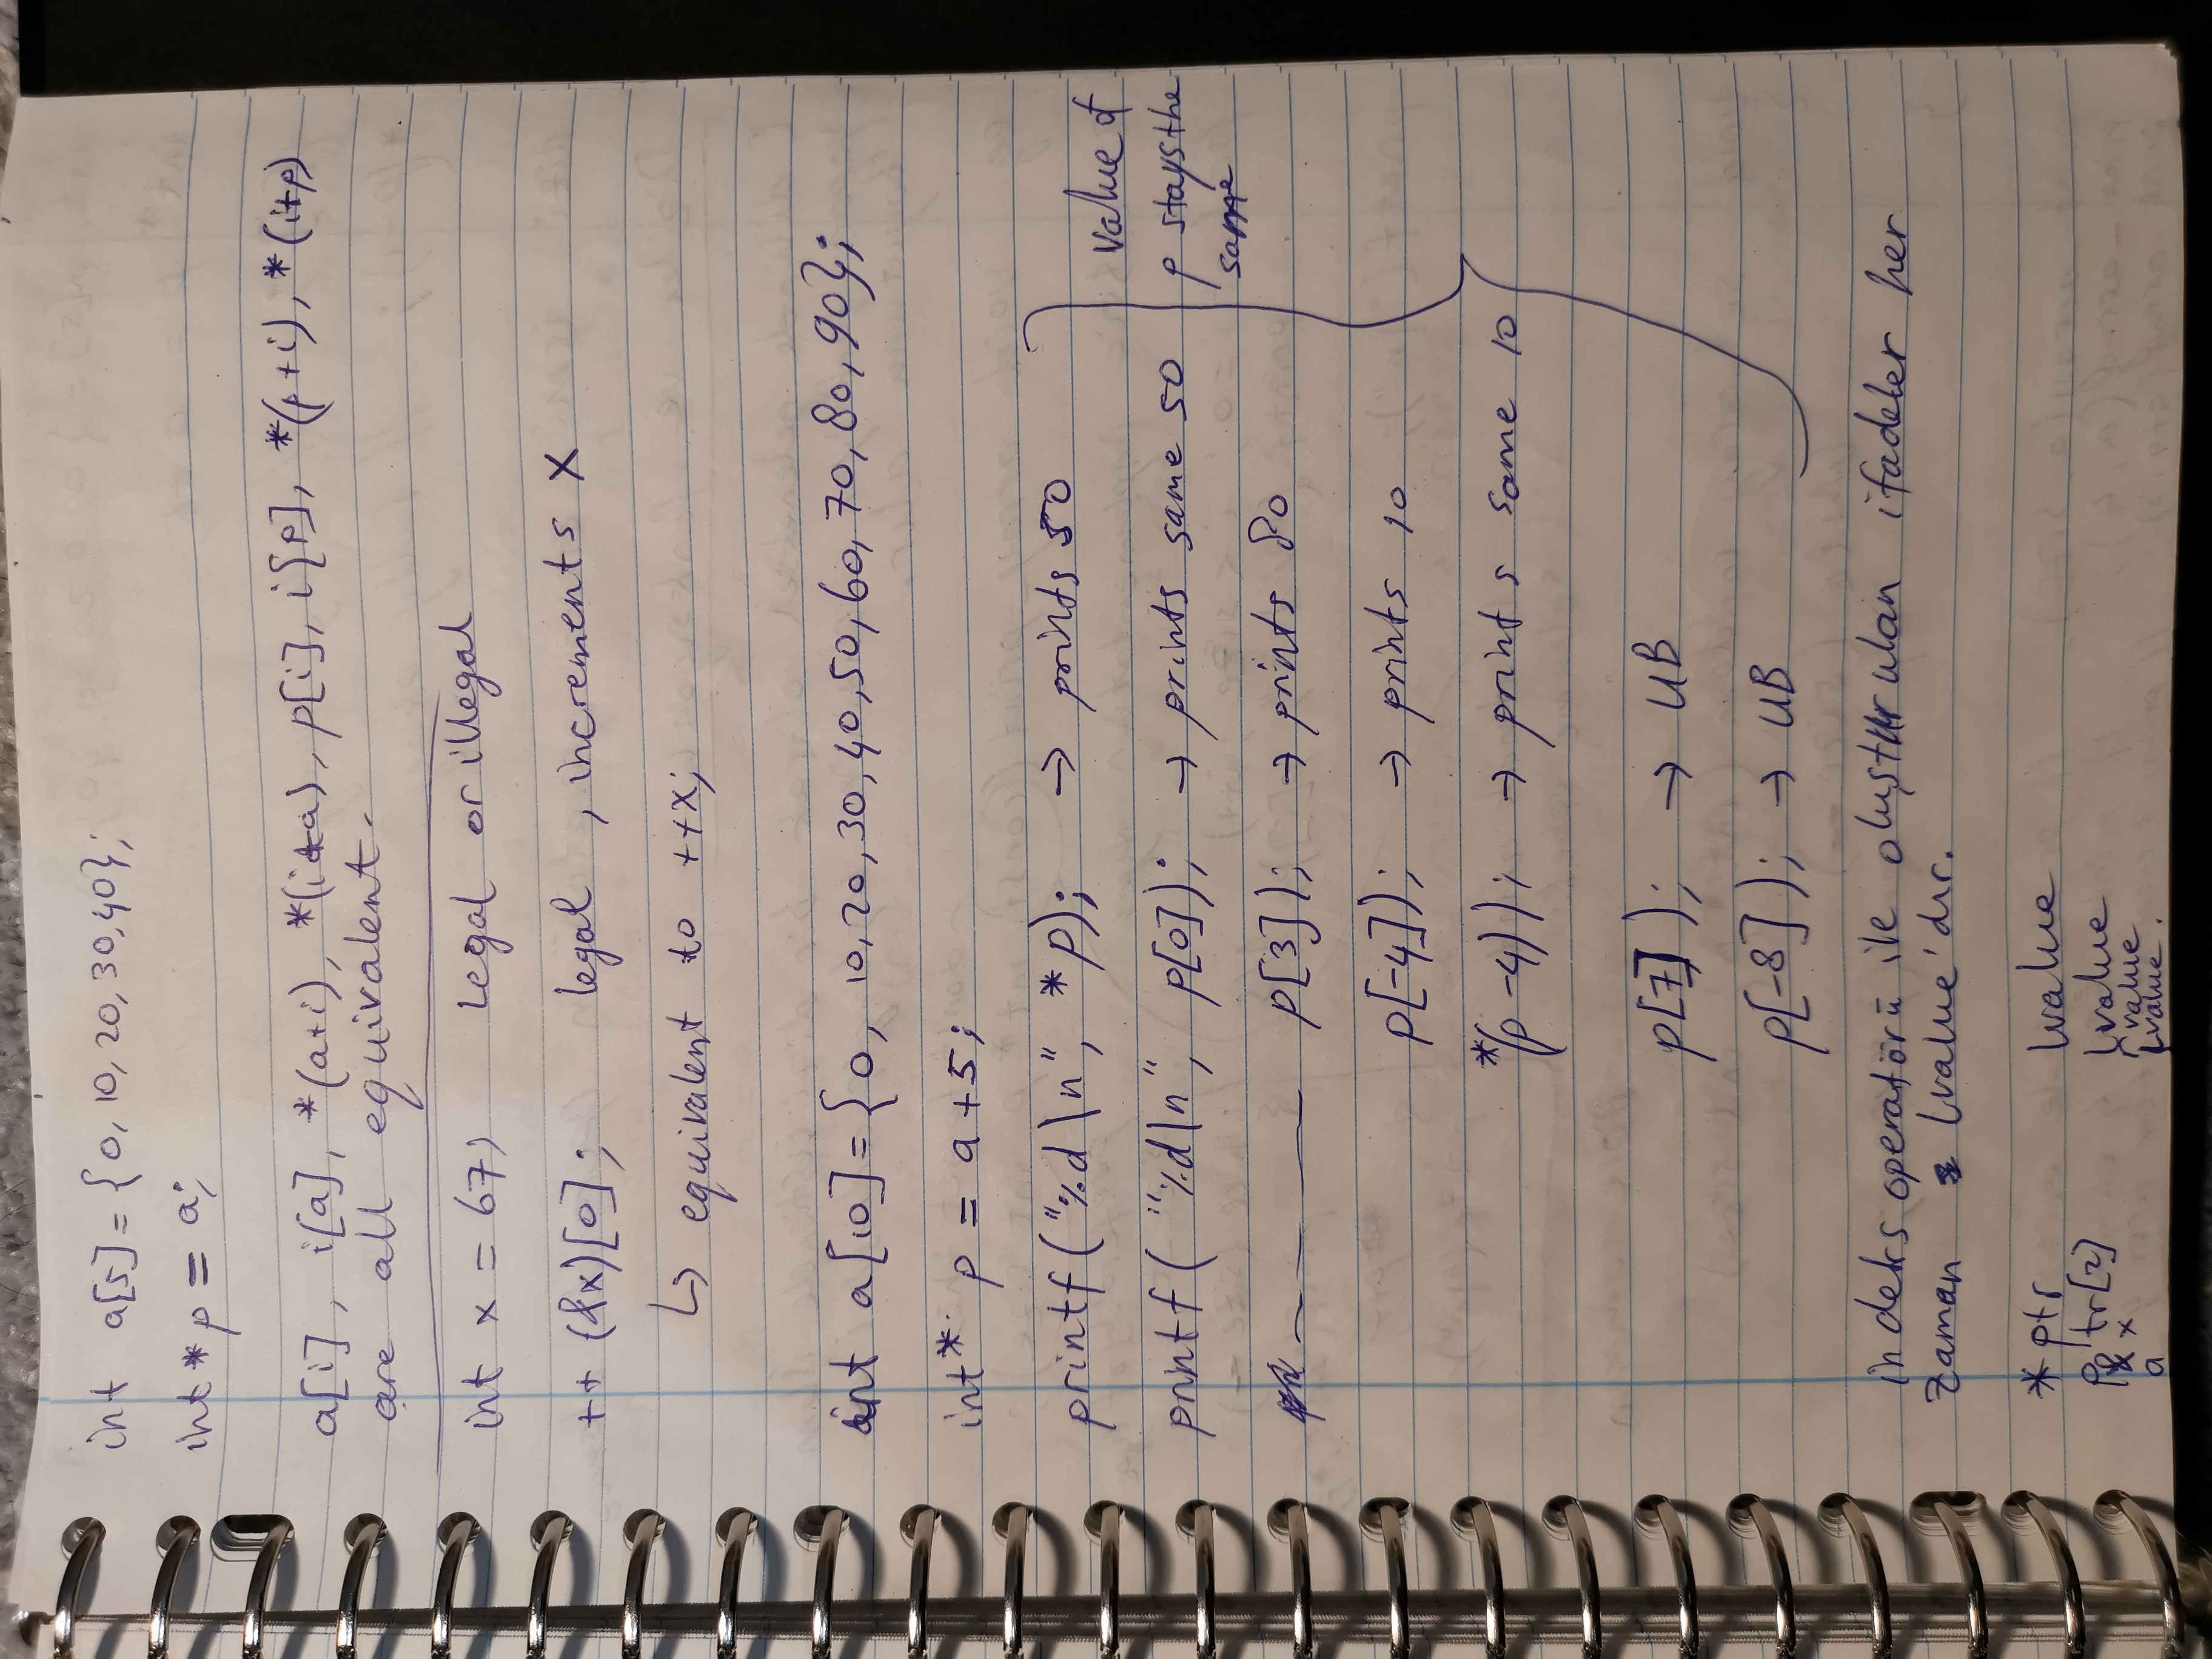 int a[5] = {0, 10, 20, 30, 40};
int * p = a;
a[i], i[a], *(a+i), *(i+a), p[i], i[p], *(p+i), *(i+p)
are all equivalent.
int x = 67; Legal or illegal
++ (&x)[0]; legal, increments x
↳ equivalent to ++x;
int a[10] = {0, 10, 20, 30, 40, 50, 60, 70, 80, 90};
int* p = a + 5;
printf("%d\n", *p); → prints 50
value of
printf("%d\n", p[0]); → prints same 50
p stays the
same
p[3]); → prints 80
p[-4]); → prints 10
*(p-4)); → prints same 10
p[7]); → UB
p[-8]); → UB
indeks operatörü ile oluşturulan ifadeler her
zaman lvalue'dır.
*ptr lvalue
ptr[2] lvalue
&x rvalue
a lvalue.